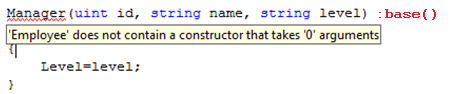 Manager(uint id, string name, string level) :base()
'Employee' does not contain a constructor that takes '0' arguments
{
Level=level;
}